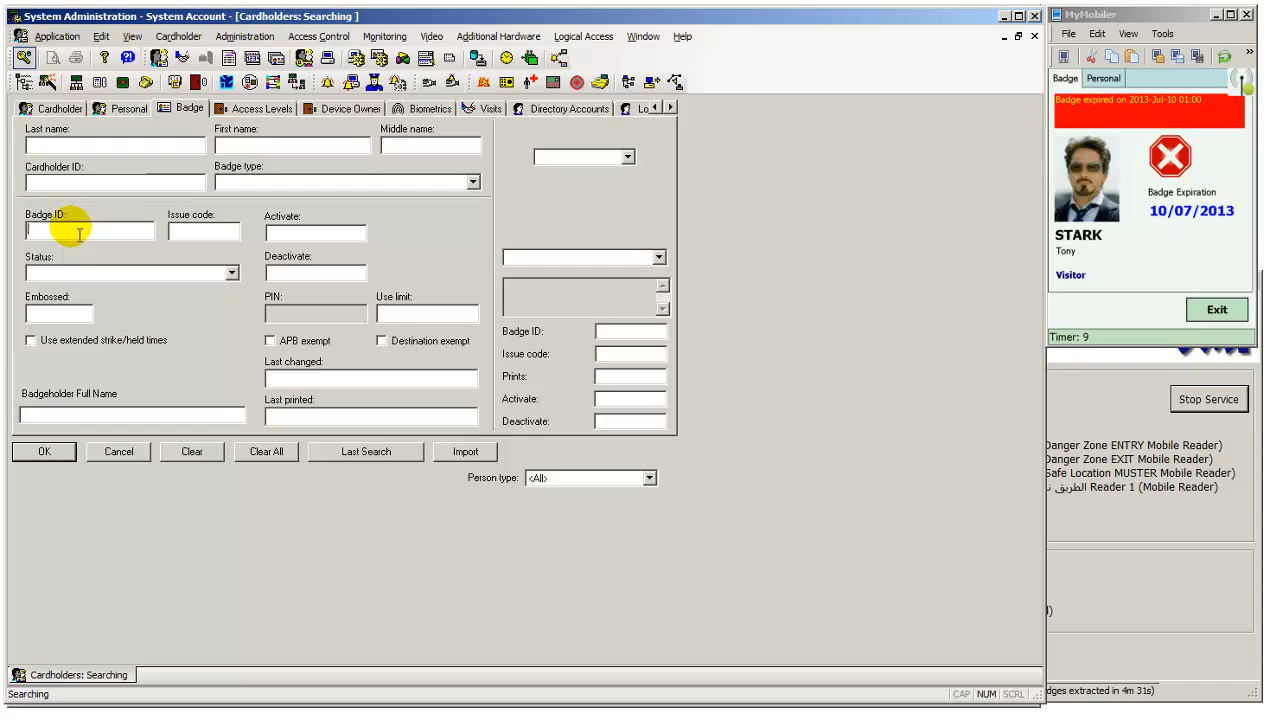 System Administration - System Account - [Cardholders: Searching ]
Application Edit View Cardholder Administration Access Control Monitoring Video Additional Hardware Logical Access Window Help
Cardholder Personal Badge Access Levels Device Owner Biometrics Visits Directory Accounts Lo
Last name: First name: Middle name:
Cardholder ID: Badge type:
Badge ID: Issue code: Activate:
Status: Deactivate:
Embossed: PIN: Use limit:
Use extended strike/held times APB exempt Destination exempt
Last changed:
Badgeholder Full Name Last printed:
Badge ID:
Issue code:
Prints:
Activate:
Deactivate:
OK Cancel Clear Clear All Last Search Import
Person type: <All>
Cardholders: Searching
Searching CAP NUM SCRL
MyMobiler
File Edit View Tools
Badge Personal
Badge expired on 2013-Jul-10 01:00
Badge Expiration
10/07/2013
STARK
Tony
Visitor
Exit
Timer: 9
Stop Service
Danger Zone ENTRY Mobile Reader)
Danger Zone EXIT Mobile Reader)
Safe Location MUSTER Mobile Reader)
الطريق Reader 1 (Mobile Reader)
dges extracted in 4m 31s)